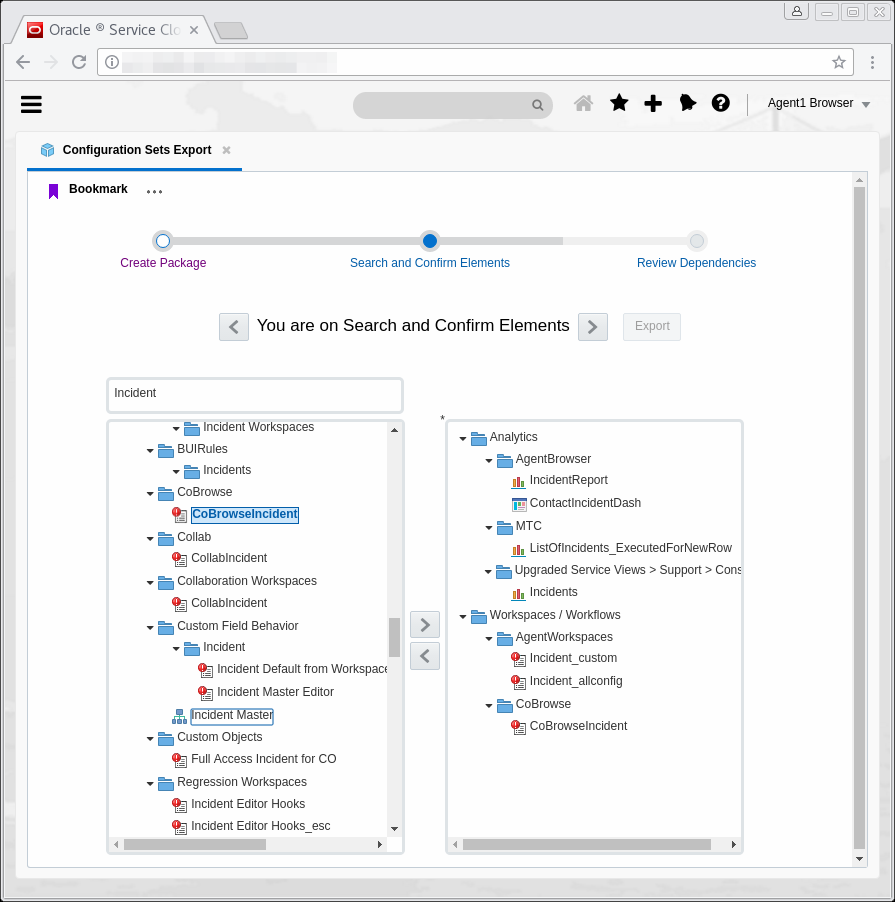 Oracle ® Service Clo
Agent1 Browser
Configuration Sets Export
Bookmark
Create Package
Search and Confirm Elements
Review Dependencies
You are on Search and Confirm Elements
Export
Incident
Incident Workspaces
BUIRules
Incidents
CoBrowse
CoBrowseIncident
Collab
CollabIncident
Collaboration Workspaces
CollabIncident
Custom Field Behavior
Incident
Incident Default from Workspace
Incident Master Editor
Incident Master
Custom Objects
Full Access Incident for CO
Regression Workspaces
Incident Editor Hooks
Incident Editor Hooks_esc
*
Analytics
AgentBrowser
IncidentReport
ContactIncidentDash
MTC
ListOfIncidents_ExecutedForNewRow
Upgraded Service Views > Support > Cons
Incidents
Workspaces / Workflows
AgentWorkspaces
Incident_custom
Incident_allconfig
CoBrowse
CoBrowseIncident